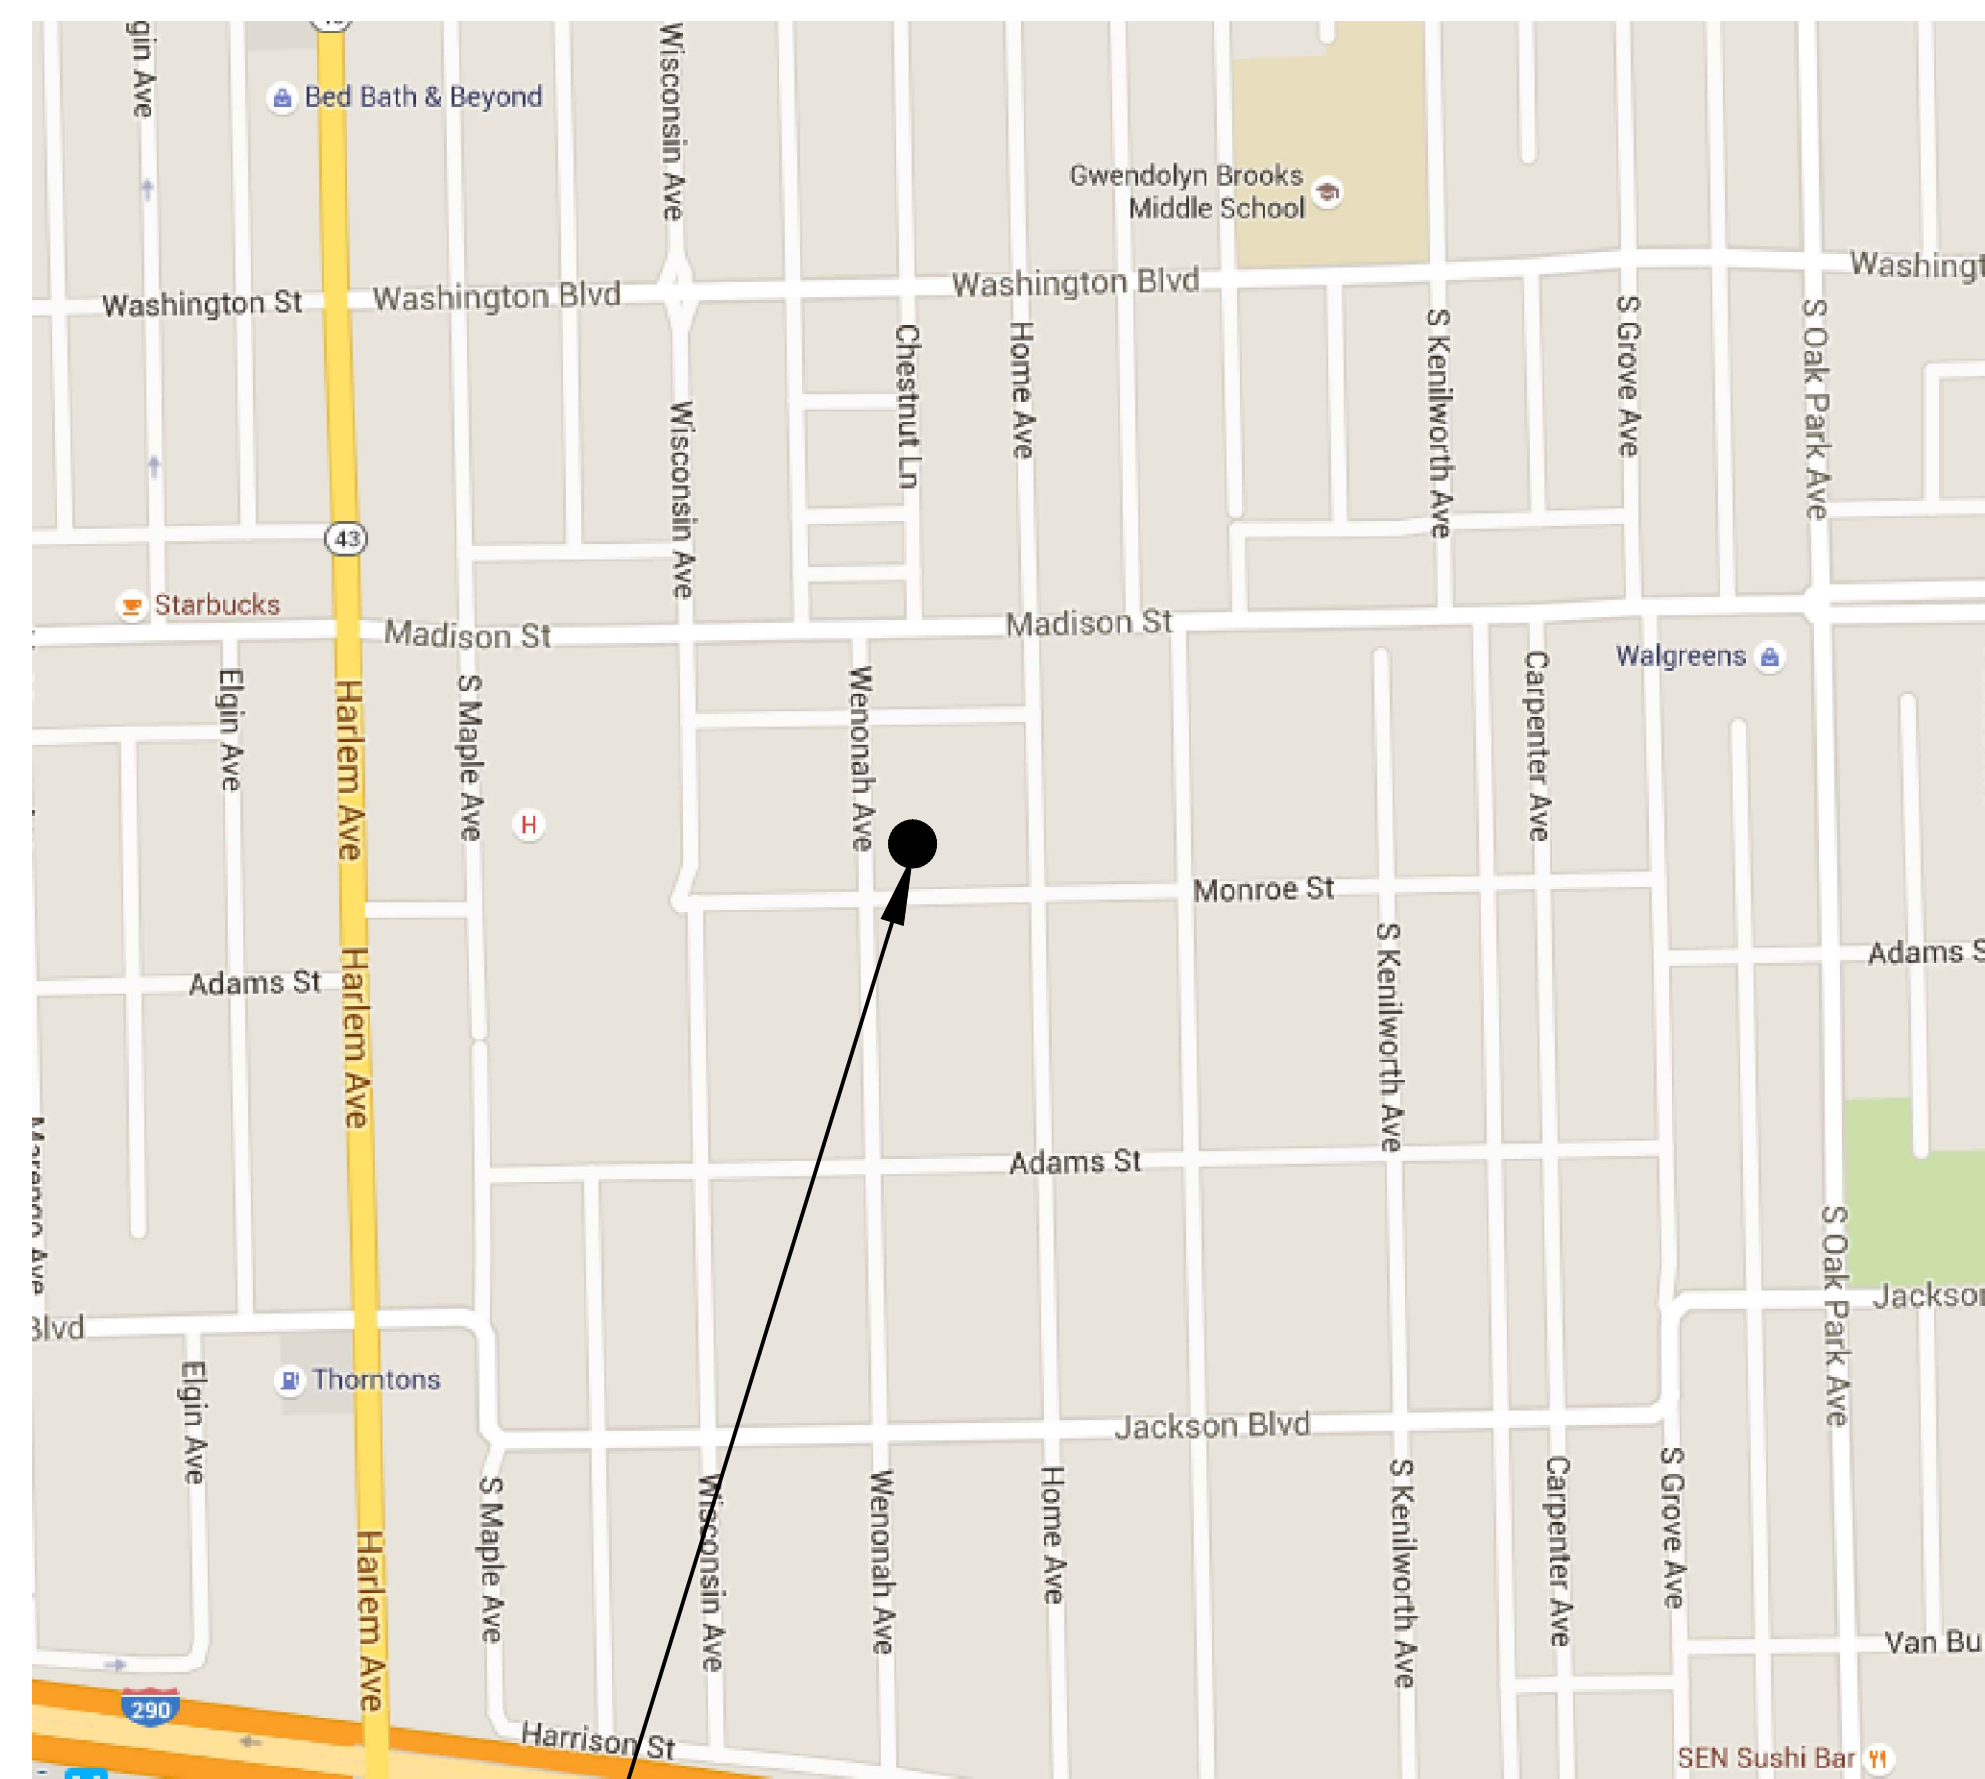 gin Ave
Bed Bath & Beyond
Wisconsin Ave
Gwendolyn Brooks
Middle School
Washington St
Washington Blvd
Washington Blvd
Washingt
Chestnut Ln
Home Ave
S Kenilworth Ave
S Grove Ave
S Oak Park Ave
Wisconsin Ave
43
Starbucks
Madison St
Madison St
Walgreens
Elgin Ave
Harlem Ave
S Maple Ave
Wenonah Ave
Carpenter Ave
H
Monroe St
Adams St
Harlem Ave
S Kenilworth Ave
Adams S
Marengo Ave
Adams St
S Oak Park Ave
Blvd
Jackson
Thorntons
Elgin Ave
Jackson Blvd
S Maple Ave
Wisconsin Ave
Wenonah Ave
Home Ave
S Kenilworth Ave
Carpenter Ave
S Grove Ave
Harlem Ave
Van Bu
290
Harrison St
SEN Sushi Bar